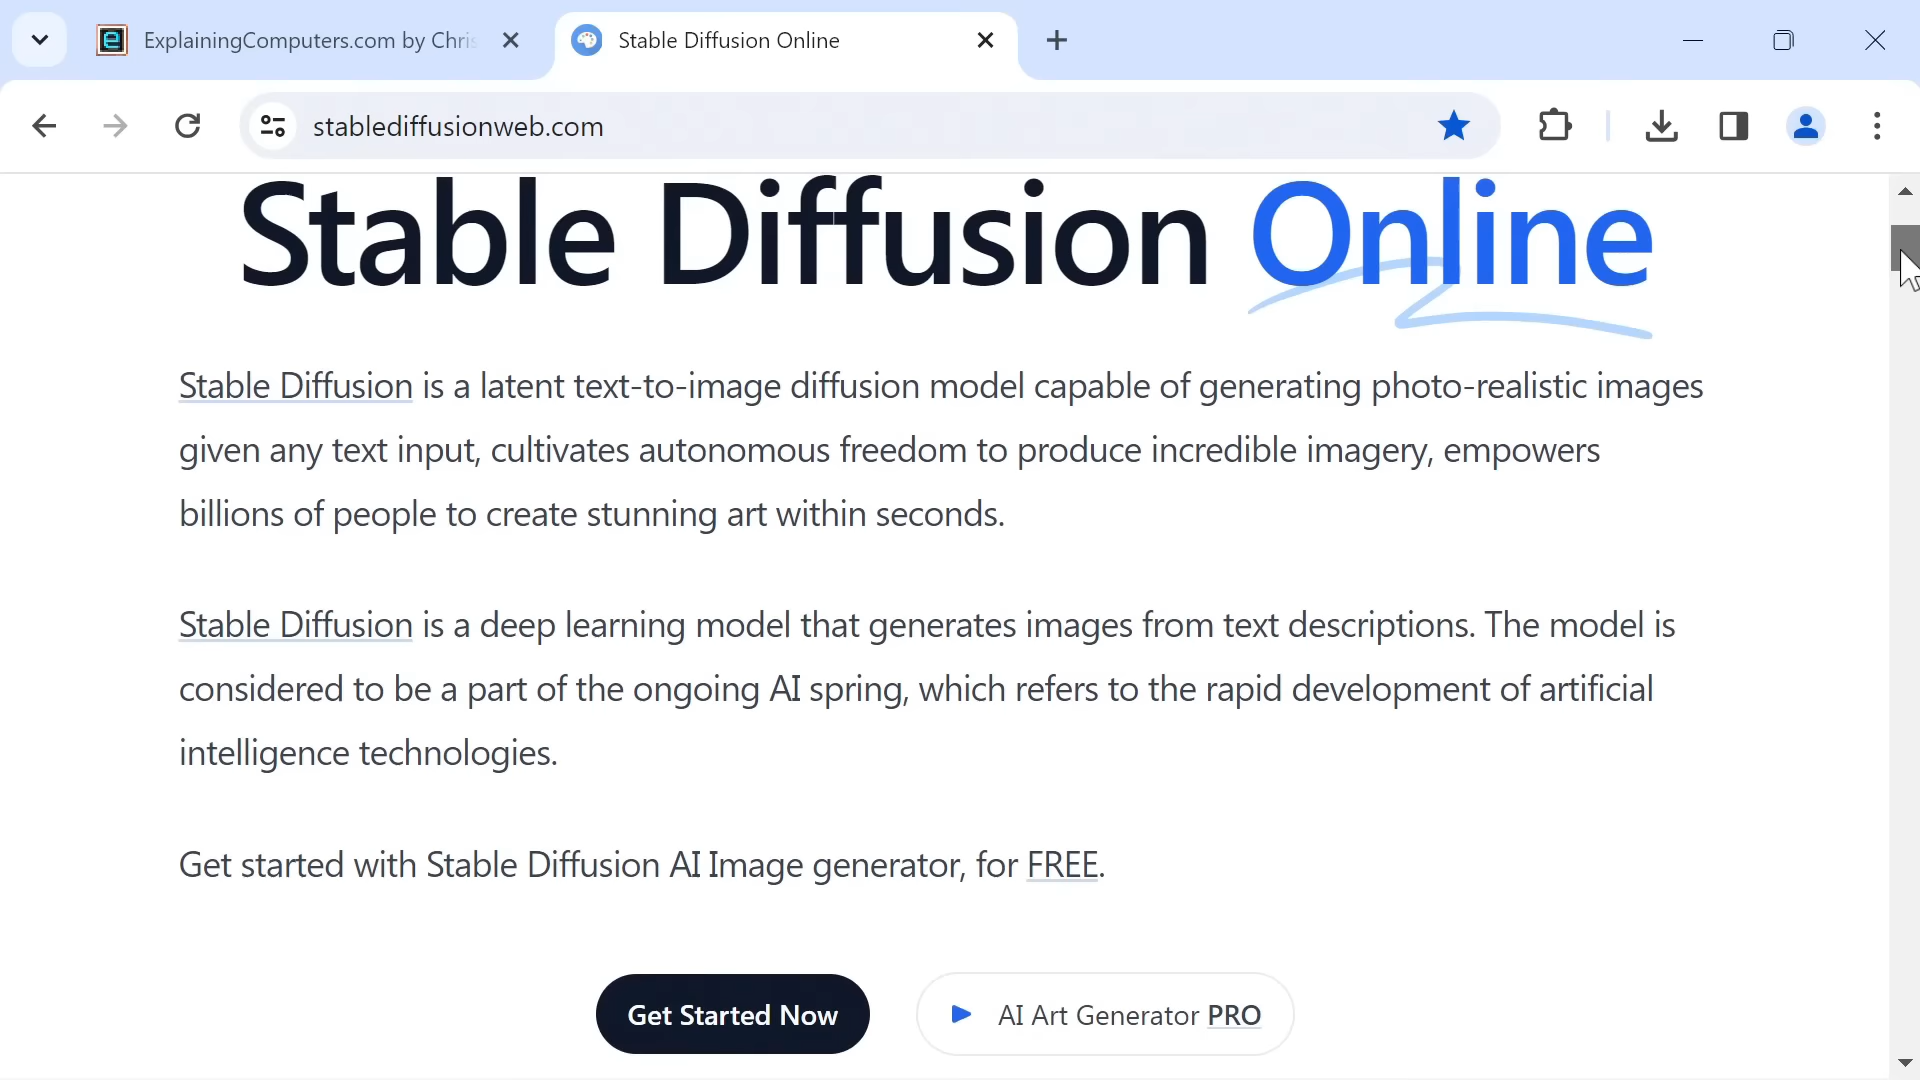 ExplainingComputers.com by Chris
Stable Diffusion Online
stablediffusionweb.com
Stable Diffusion Online
Stable Diffusion is a latent text-to-image diffusion model capable of generating photo-realistic images
given any text input, cultivates autonomous freedom to produce incredible imagery, empowers
billions of people to create stunning art within seconds.
Stable Diffusion is a deep learning model that generates images from text descriptions. The model is
considered to be a part of the ongoing AI spring, which refers to the rapid development of artificial
intelligence technologies.
Get started with Stable Diffusion AI Image generator, for FREE.
Get Started Now
AI Art Generator PRO